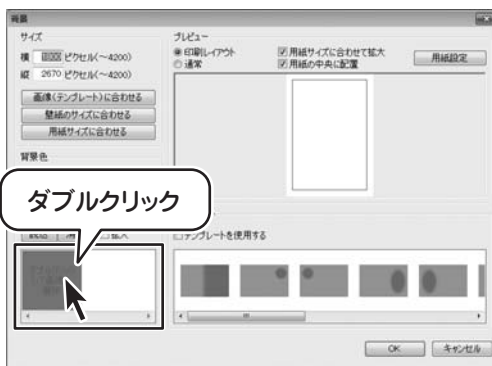 背景
サイズ
横 ピクセル(～4200)
縦 2670 ピクセル(～4200)
画像(テンプレート)に合わせる
壁紙のサイズに合わせる
用紙サイズに合わせる
背景色
プレビュー
印刷レイアウト
通常
用紙サイズに合わせて拡大
用紙の中央に配置
用紙設定
ダブルクリック
テンプレートを使用する
OK
キャンセル